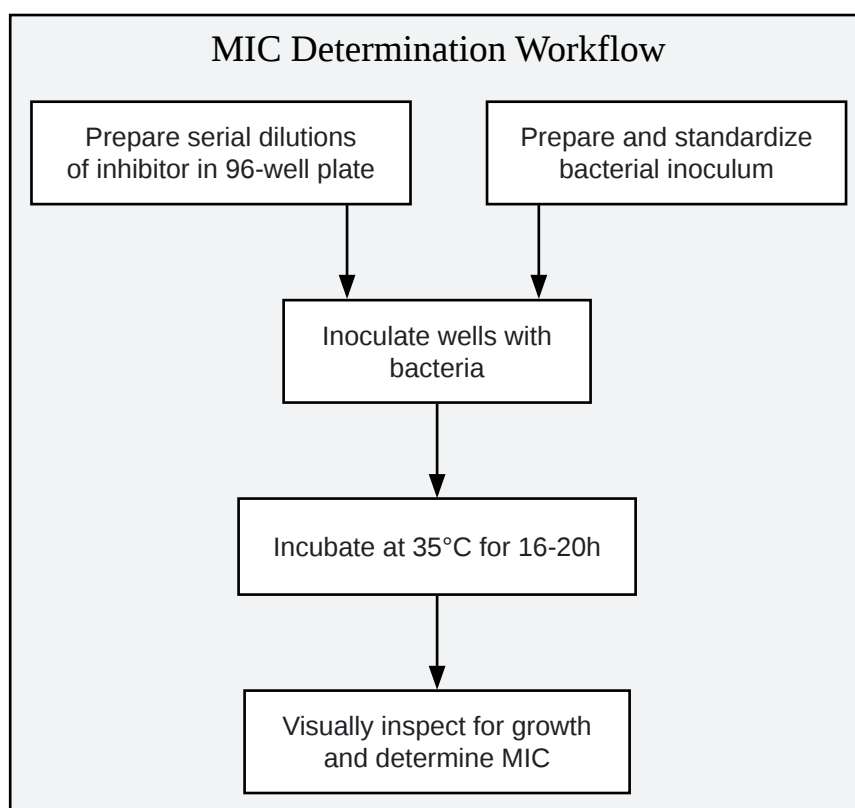 MIC Determination Workflow
Prepare serial dilutions
of inhibitor in 96-well plate
Prepare and standardize
bacterial inoculum
Inoculate wells with
bacteria
Incubate at 35°C for 16-20h
Visually inspect for growth
and determine MIC